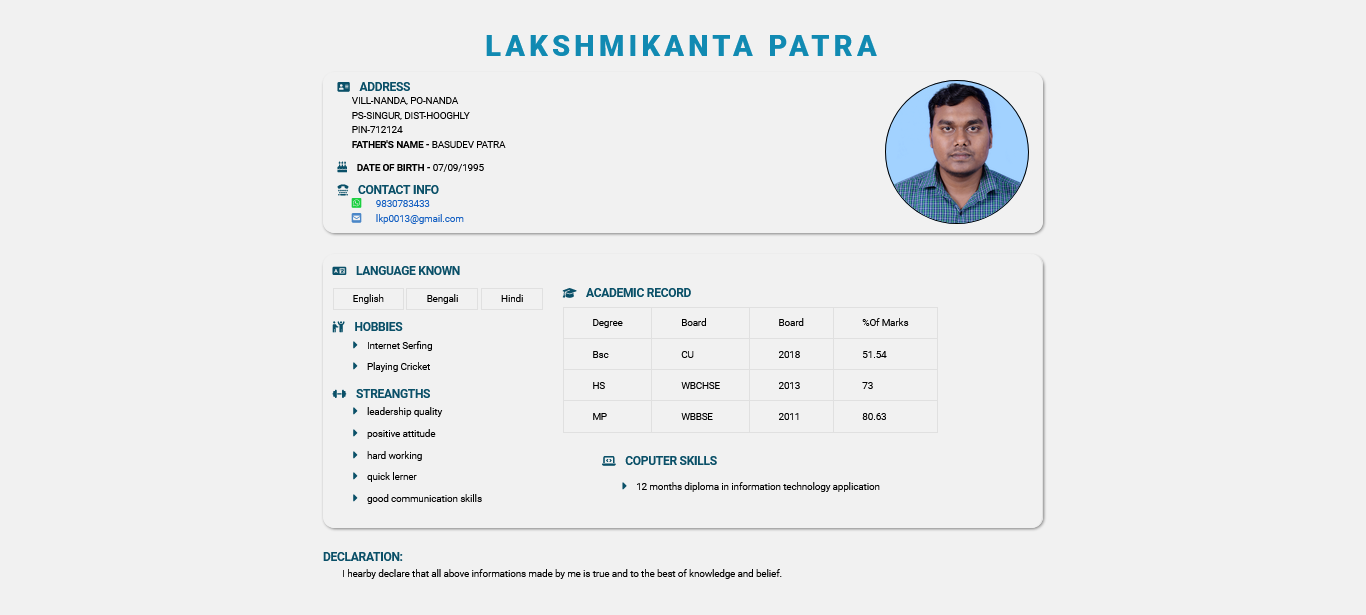 LAKSHMIKANTA PATRA
ADDRESS
VILL-NANDA, PO-NANDA
PS-SINGUR, DIST-HOOGHLY
PIN-712124
FATHER'S NAME - BASUDEV PATRA
DATE OF BIRTH - 07/09/1995
CONTACT INFO
9830783433
lkp0013@gmail.com
LANGUAGE KNOWN
English Bengali Hindi
HOBBIES
Internet Serfing
Playing Cricket
STREANGTHS
leadership quality
positive attitude
hard working
quick lerner
good communication skills
ACADEMIC RECORD
Degree Board Board %Of Marks
Bsc CU 2018 51.54
HS WBCHSE 2013 73
MP WBBSE 2011 80.63
COPUTER SKILLS
12 months diploma in information technology application
DECLARATION:
I hearby declare that all above informations made by me is true and to the best of knowledge and belief.